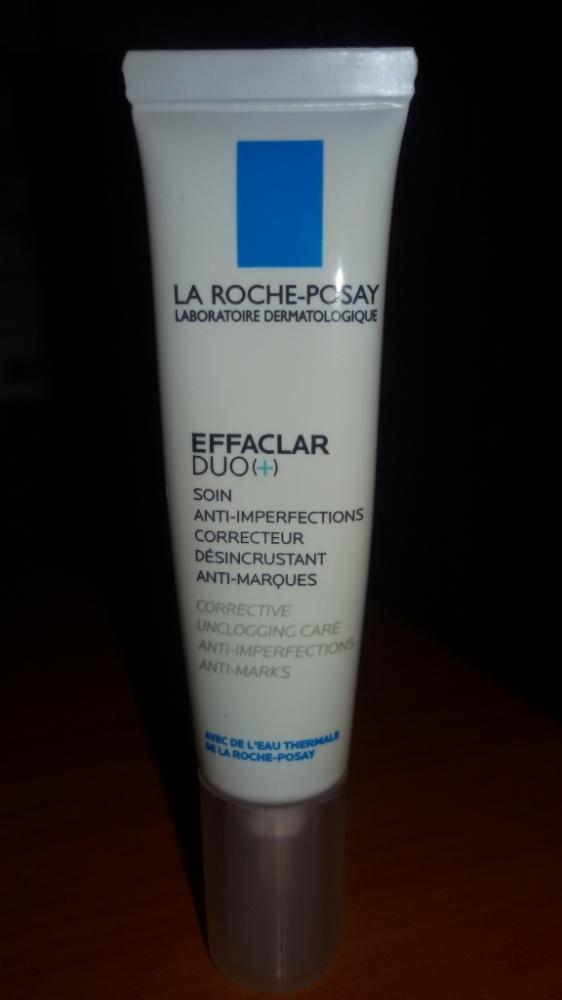 LA ROCHE-POSAY
LABORATOIRE DERMATOLOGIQUE
EFFACLAR
DUO(+)
SOIN
ANTI-IMPERFECTIONS
CORRECTEUR
DÉSINCRUSTANT
ANTI-MARQUES
CORRECTIVE
UNCLOGGING CARE
ANTI-IMPERFECTIONS
ANTI-MARKS
AVEC DE L'EAU THERMALE
DE LA ROCHE-POSAY